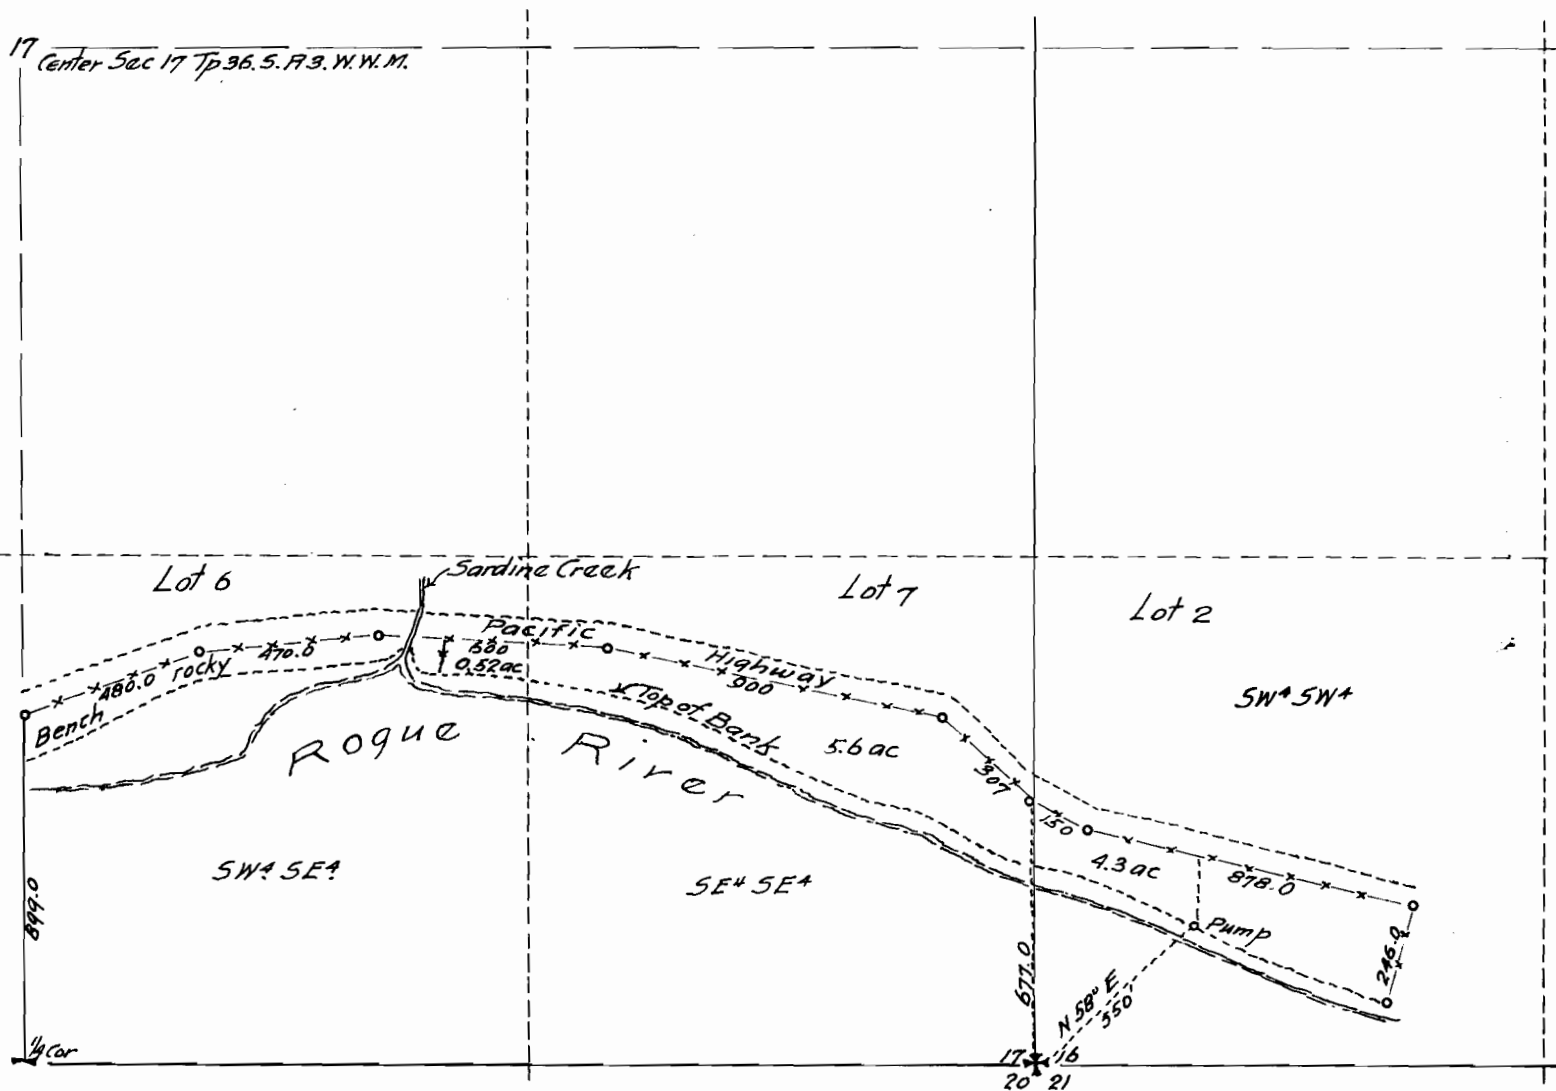 17
Center Sec 17 Tp 36. S. R 3. W. W. M.
Lot 6
Sardine Creek
Lot 7
Lot 2
Pacific
Highway
480.0
rocky
470.0
600
0.52 ac
900
Bench
Top of Bank
SW4 SW4
Rogue River
5.6 ac
307
150
4.3 ac
878.0
SW4 SE4
SE4 SE4
899.0
Pump
246.0
677.0
N 58° E
550'
1/4 Cor
17 16
20 21